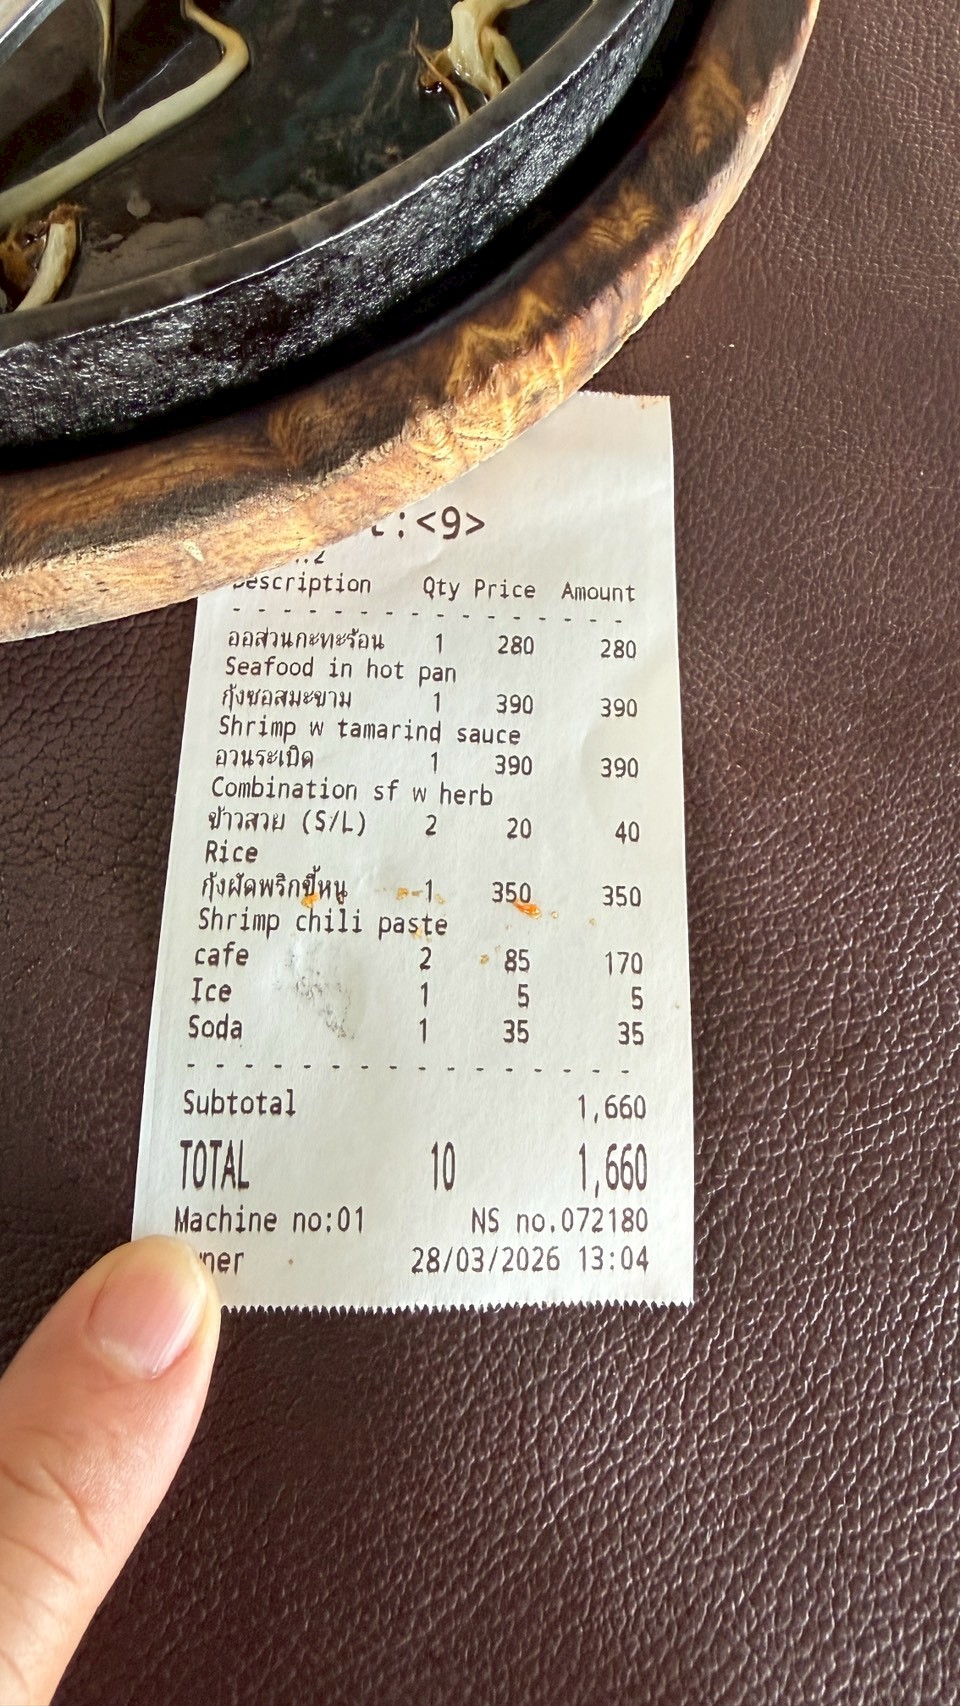 :<9>
Description Qty Price Amount
ออส่วนกะทะร้อน 1 280 280
Seafood in hot pan
กุ้งซอสมะขาม 1 390 390
Shrimp w tamarind sauce
อวนระเบิด 1 390 390
Combination sf w herb
ข้าวสวย (S/L) 2 20 40
Rice
กุ้งผัดพริกขี้หนู 1 350 350
Shrimp chili paste
cafe 2 85 170
Ice 1 5 5
Soda 1 35 35
Subtotal 1,660
TOTAL 10 1,660
Machine no:01 NS no.072180
28/03/2026 13:04